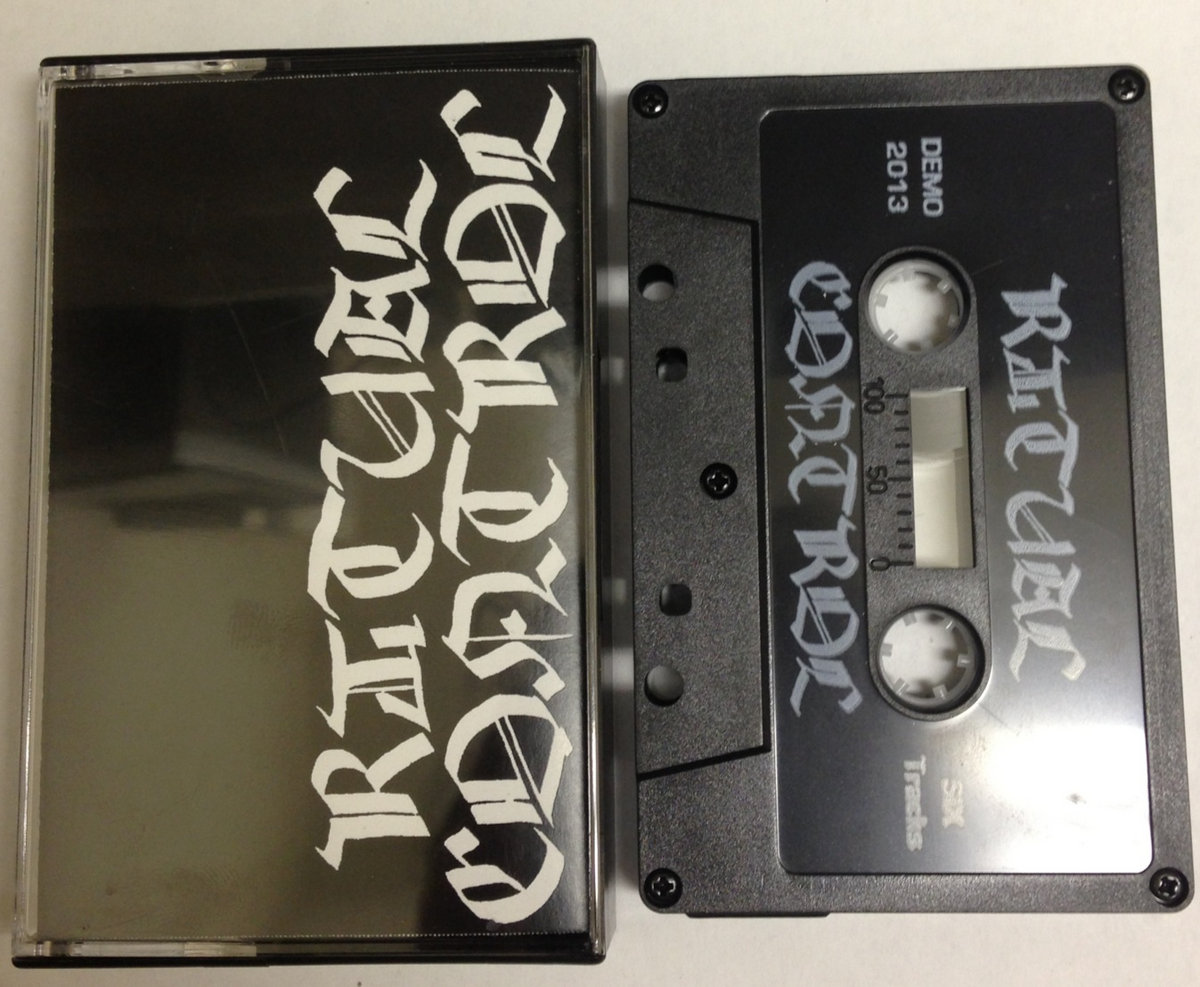 RITUAL
CONTROL
RITUAL
DEMO
2013
Six
Tracks
100 50 0
CONTROL